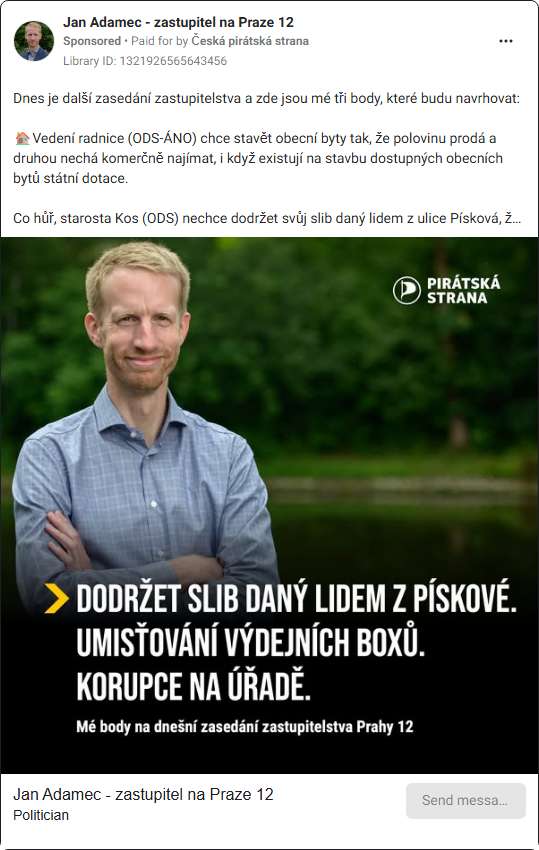 Jan Adamec - zastupitel na Praze 12
Sponsored • Paid for by Česká pirátská strana
Library ID: 1321926565643456
Dnes je další zasedání zastupitelstva a zde jsou mé tři body, které budu navrhovat:
🏠Vedení radnice (ODS-ÁNO) chce stavět obecní byty tak, že polovinu prodá a
druhou nechá komerčně najímat, i když existují na stavbu dostupných obecních
bytů státní dotace.
Co hůř, starosta Kos (ODS) nechce dodržet svůj slib daný lidem z ulice Písková, ž...
PIRÁTSKÁ
STRANA
DODRŽET SLIB DANÝ LIDEM Z PÍSKOVÉ.
UMISŤOVÁNÍ VÝDEJNÍCH BOXŮ.
KORUPCE NA ÚŘADĚ.
Mé body na dnešní zasedání zastupitelstva Prahy 12
Jan Adamec - zastupitel na Praze 12
Politician
Send messa...